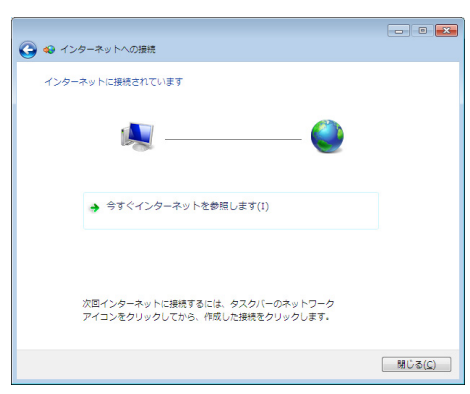 インターネットへの接続
インターネットに接続されています
今すぐインターネットを参照します(I)
次回インターネットに接続するには、タスクバーのネットワーク
アイコンをクリックしてから、作成した接続をクリックします。
閉じる(C)